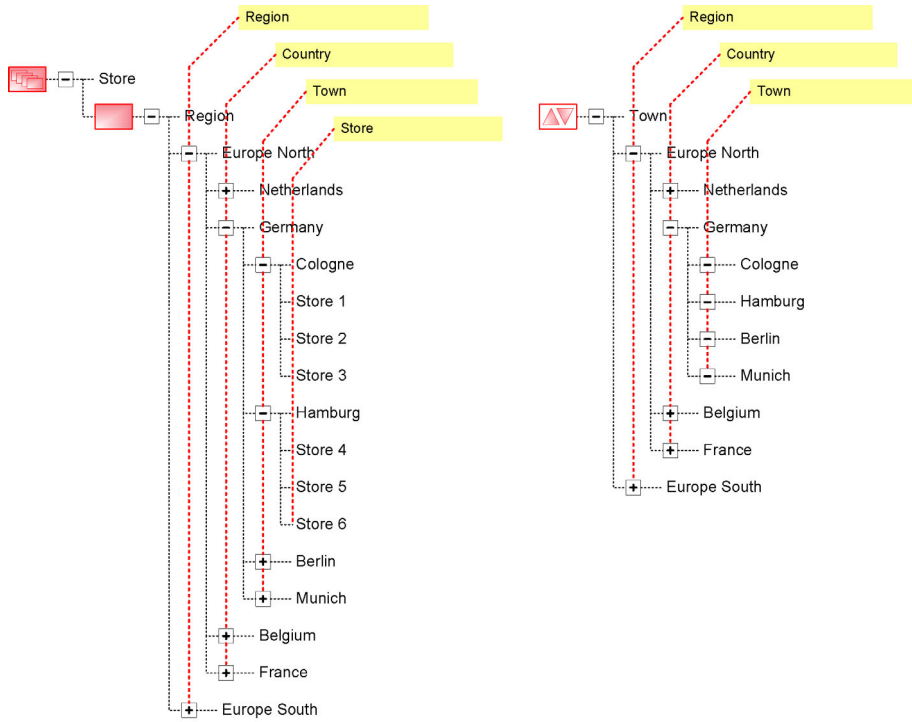 Region
Country
Store
Town
Region
Store
Europe North
Netherlands
Germany
Cologne
Store 1
Store 2
Store 3
Hamburg
Store 4
Store 5
Store 6
Berlin
Munich
Belgium
France
Europe South
Region
Country
Town
Town
Europe North
Netherlands
Germany
Cologne
Hamburg
Berlin
Munich
Belgium
France
Europe South